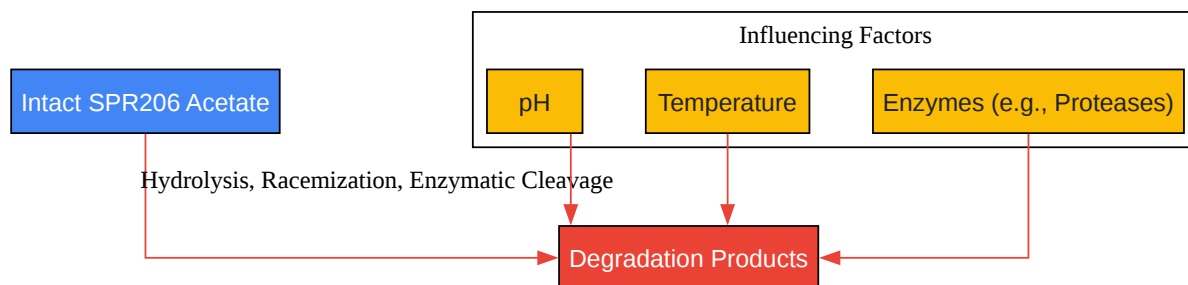 Influencing Factors
Intact SPR206 Acetate
pH
Temperature
Enzymes (e.g., Proteases)
Hydrolysis, Racemization, Enzymatic Cleavage
Degradation Products